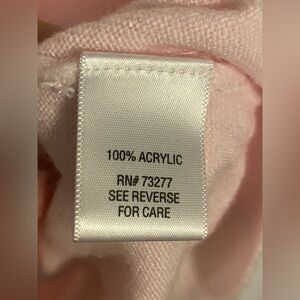 100% ACRYLIC
RN# 73277
SEE REVERSE
FOR CARE